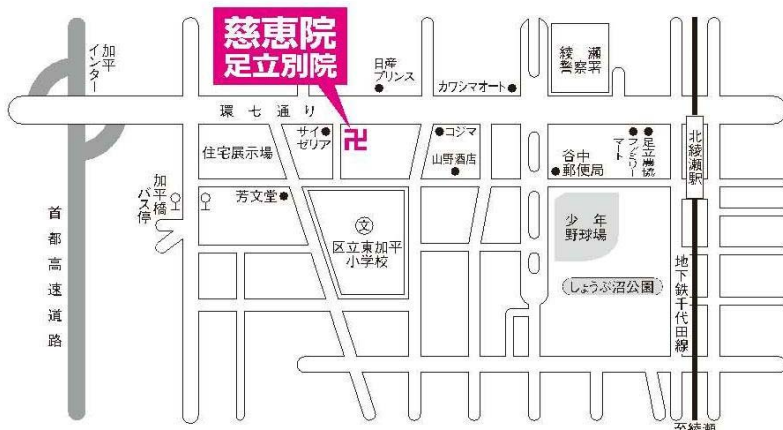 慈恵院
足立別院
加平
インター
日産
プリンス
カワシマオート
綾瀬
警察署
環七通り
住宅展示場
サイ
ゼリア
卍
コジマ
山野酒店
谷中
郵便局
ファミリー
マート
足立農協
北綾瀬駅
加平橋
バス停
芳文堂
文
区立東加平
小学校
少年
野球場
しょうぶ沼公園
首都高速道路
地下鉄千代田線
至綾瀬